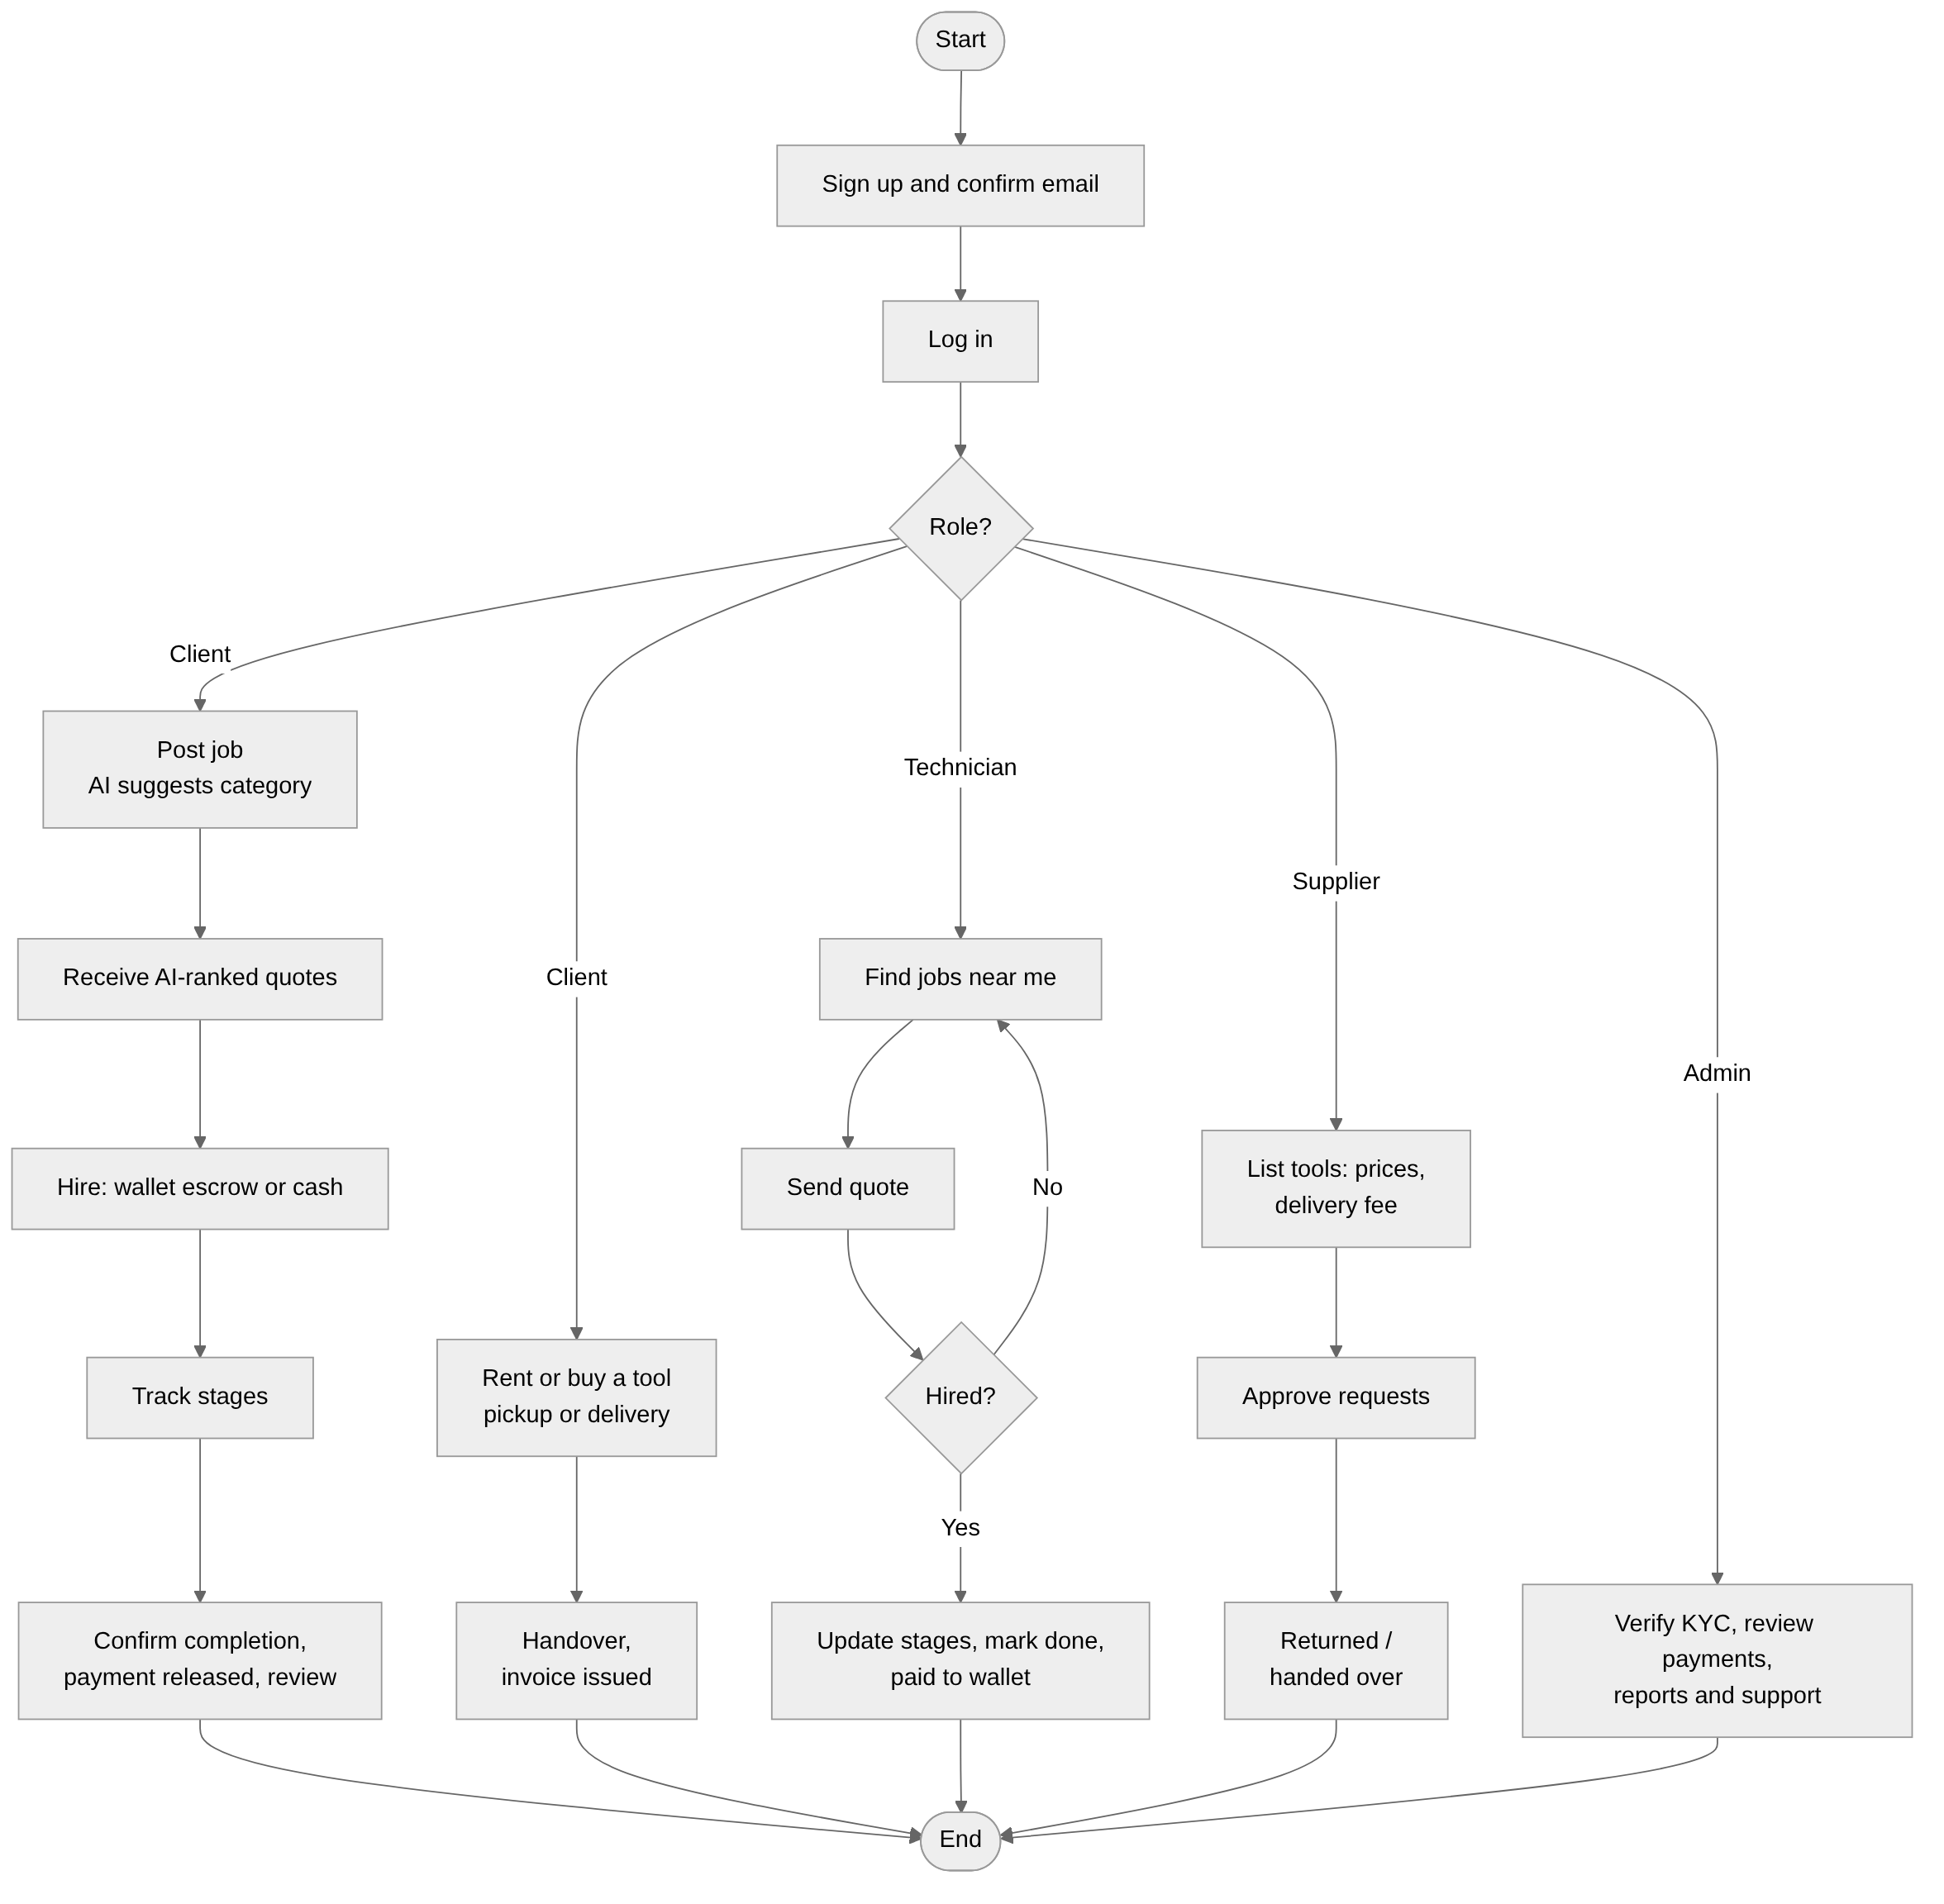 Start
Sign up and confirm email
Log in
Role?
Client
Post job
AI suggests category
Receive AI-ranked quotes
Hire: wallet escrow or cash
Track stages
Confirm completion,
payment released, review
Client
Rent or buy a tool
pickup or delivery
Handover,
invoice issued
Technician
Find jobs near me
Send quote
No
Hired?
Yes
Update stages, mark done,
paid to wallet
Supplier
List tools: prices,
delivery fee
Approve requests
Returned /
handed over
Admin
Verify KYC, review
payments,
reports and support
End